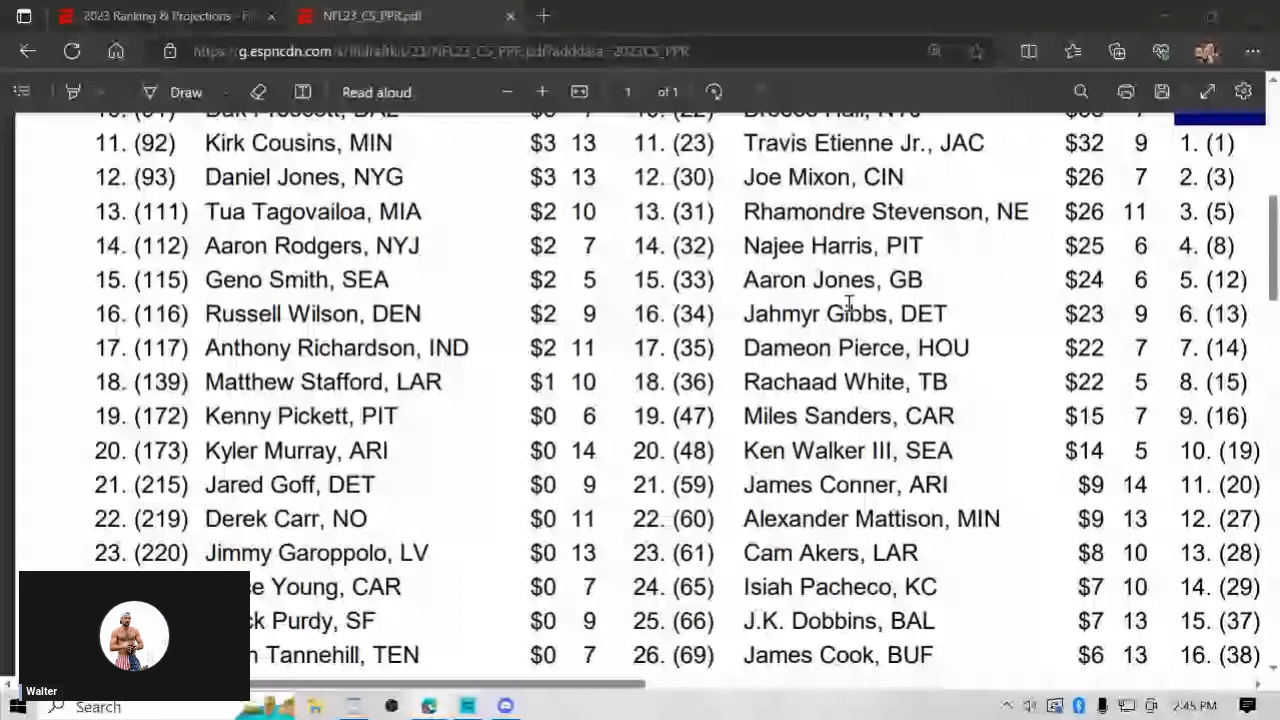 2023 Ranking & Projections - F
NFL23_CS_PPR.pdf
g.espncdn.com
Draw
Read aloud
1 of 1
11. (92) Kirk Cousins, MIN $3 13 11. (23) Travis Etienne Jr., JAC $32 9 1. (1)
12. (93) Daniel Jones, NYG $3 13 12. (30) Joe Mixon, CIN $26 7 2. (3)
13. (111) Tua Tagovailoa, MIA $2 10 13. (31) Rhamondre Stevenson, NE $26 11 3. (5)
14. (112) Aaron Rodgers, NYJ $2 7 14. (32) Najee Harris, PIT $25 6 4. (8)
15. (115) Geno Smith, SEA $2 5 15. (33) Aaron Jones, GB $24 6 5. (12)
16. (116) Russell Wilson, DEN $2 9 16. (34) Jahmyr Gibbs, DET $23 9 6. (13)
17. (117) Anthony Richardson, IND $2 11 17. (35) Dameon Pierce, HOU $22 7 7. (14)
18. (139) Matthew Stafford, LAR $1 10 18. (36) Rachaad White, TB $22 5 8. (15)
19. (172) Kenny Pickett, PIT $0 6 19. (47) Miles Sanders, CAR $15 7 9. (16)
20. (173) Kyler Murray, ARI $0 14 20. (48) Ken Walker III, SEA $14 5 10. (19)
21. (215) Jared Goff, DET $0 9 21. (59) James Conner, ARI $9 14 11. (20)
22. (219) Derek Carr, NO $0 11 22. (60) Alexander Mattison, MIN $9 13 12. (27)
23. (220) Jimmy Garoppolo, LV $0 13 23. (61) Cam Akers, LAR $8 10 13. (28)
Young, CAR $0 7 24. (65) Isiah Pacheco, KC $7 10 14. (29)
Purdy, SF $0 9 25. (66) J.K. Dobbins, BAL $7 13 15. (37)
Tannehill, TEN $0 7 26. (69) James Cook, BUF $6 13 16. (38)
Walter
Search
2:45 PM